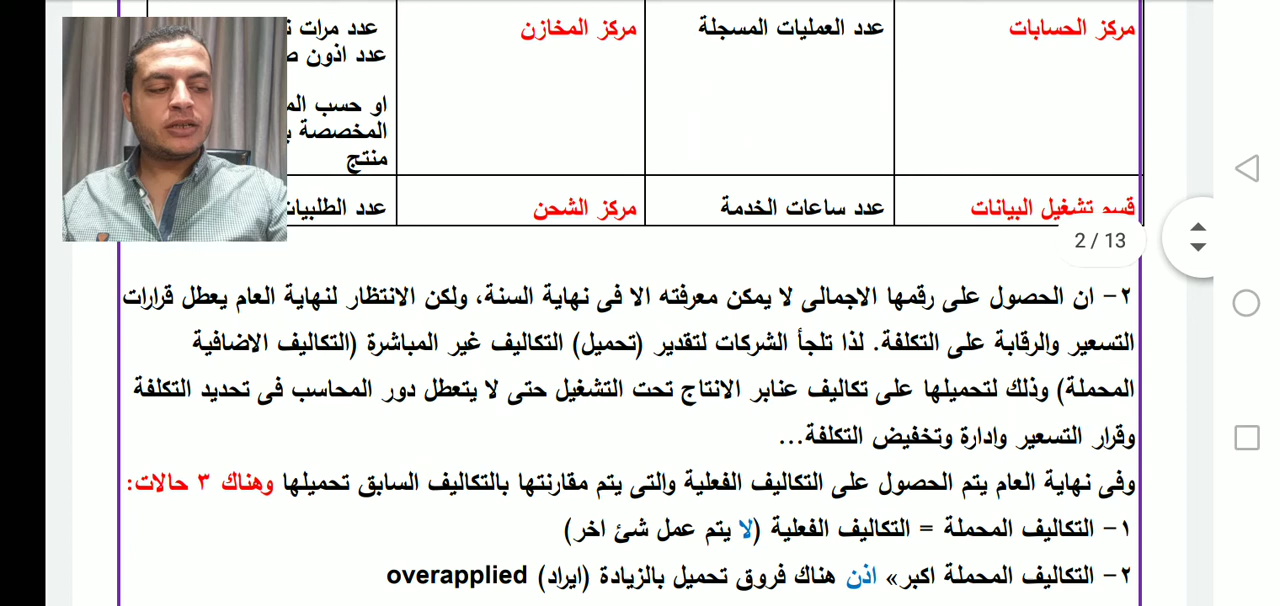 مركز الحسابات
عدد العمليات المسجلة
مركز المخازن
عدد مرات
عدد اذون
او حسب
المخصصة
منتج
قسم تشغيل البيانات
عدد ساعات الخدمة
مركز الشحن
عدد الطلبيات
2 / 13
٢- ان الحصول على رقمها الاجمالى لا يمكن معرفته الا فى نهاية السنة، ولكن الانتظار لنهاية العام يعطل قرارات
التسعير والرقابة على التكلفة. لذا تلجأ الشركات لتقدير (تحميل) التكاليف غير المباشرة (التكاليف الاضافية
المحملة) وذلك لتحميلها على تكاليف عنابر الانتاج تحت التشغيل حتى لا يتعطل دور المحاسب فى تحديد التكلفة
وقرار التسعير وادارة وتخفيض التكلفة...
وفى نهاية العام يتم الحصول على التكاليف الفعلية والتى يتم مقارنتها بالتكاليف السابق تحميلها وهناك ٣ حالات:
١- التكاليف المحملة = التكاليف الفعلية (لا يتم عمل شئ اخر)
٢- التكاليف المحملة اكبر» اذن هناك فروق تحميل بالزيادة (ايراد) overapplied